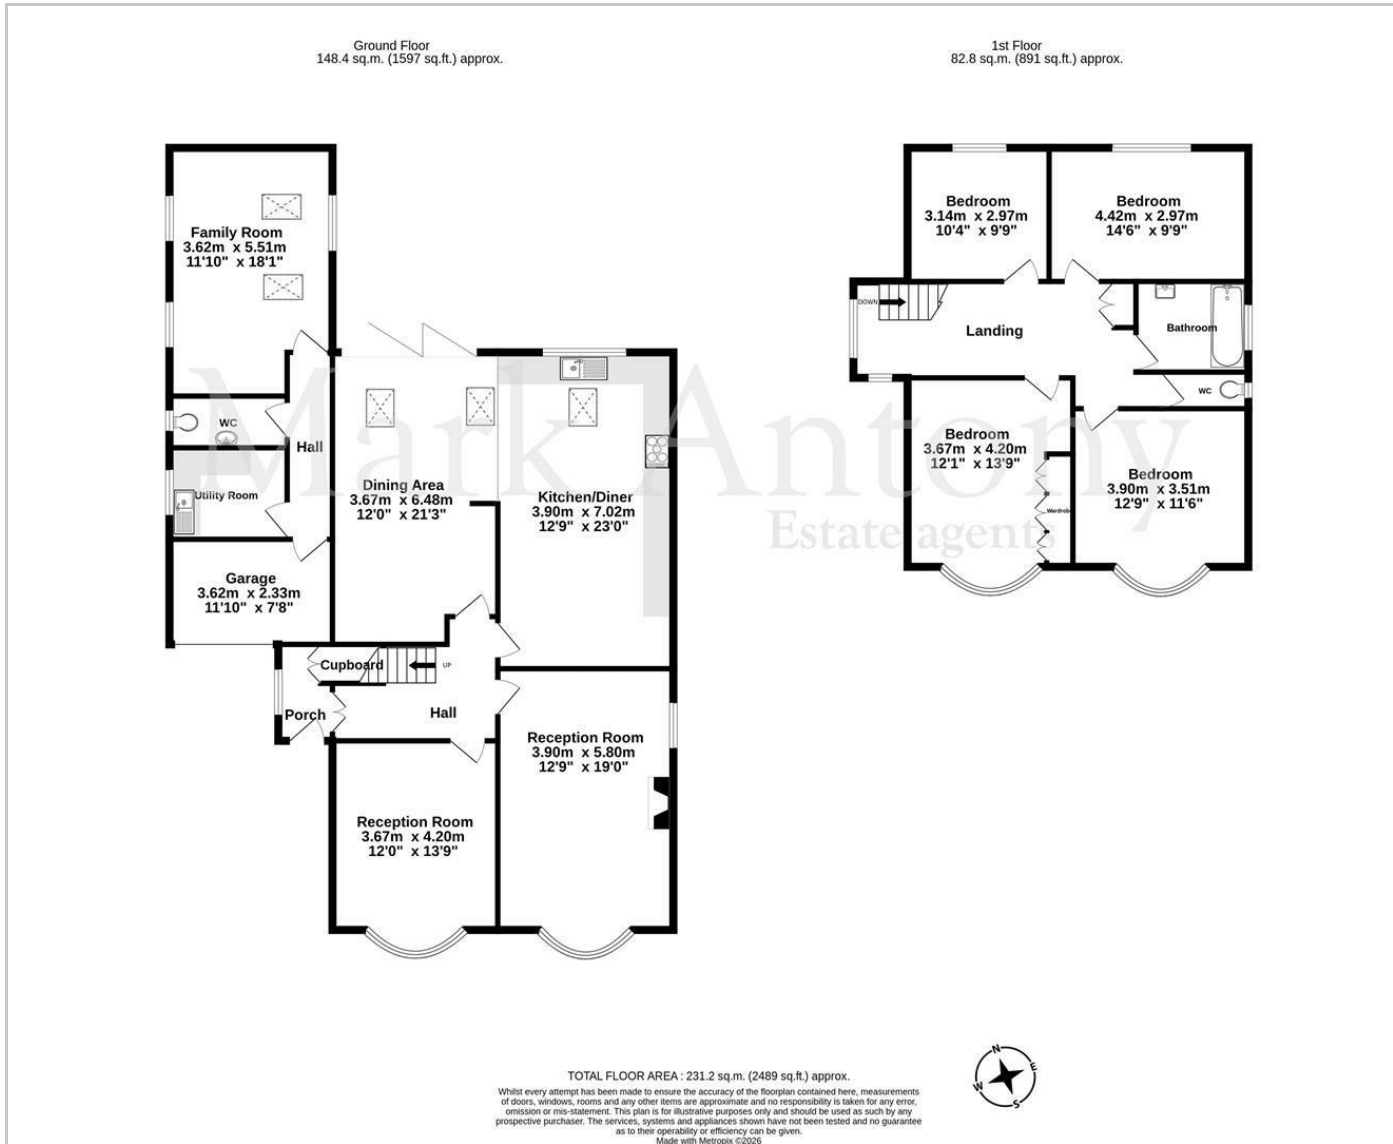 Ground Floor
148.4 sq.m. (1597 sq.ft.) approx.
1st Floor
82.8 sq.m. (891 sq.ft.) approx.
Family Room
3.62m x 5.51m
11'10" x 18'1"
WC
Hall
Utility Room
Garage
3.62m x 2.33m
11'10" x 7'8"
Dining Area
3.67m x 6.48m
12'0" x 21'3"
Kitchen/Diner
3.90m x 7.02m
12'9" x 23'0"
Cupboard
UP
Porch
Hall
Reception Room
3.90m x 5.80m
12'9" x 19'0"
Reception Room
3.67m x 4.20m
12'0" x 13'9"
Bedroom
3.14m x 2.97m
10'4" x 9'9"
Bedroom
4.42m x 2.97m
14'6" x 9'9"
DOWN
Landing
Bathroom
WC
Bedroom
3.67m x 4.20m
12'1" x 13'9"
Wardrobe
Bedroom
3.90m x 3.51m
12'9" x 11'6"
Mark Antony
Estate agents
N
E
W
S
TOTAL FLOOR AREA : 231.2 sq.m. (2489 sq.ft.) approx.
Whilst every attempt has been made to ensure the accuracy of the floorplan contained here, measurements
of doors, windows, rooms and any other items are approximate and no responsibility is taken for any error,
omission or mis-statement. This plan is for illustrative purposes only and should be used as such by any
prospective purchaser. The services, systems and appliances shown have not been tested and no guarantee
as to their operability or efficiency can be given.
Made with Metropix ©2026